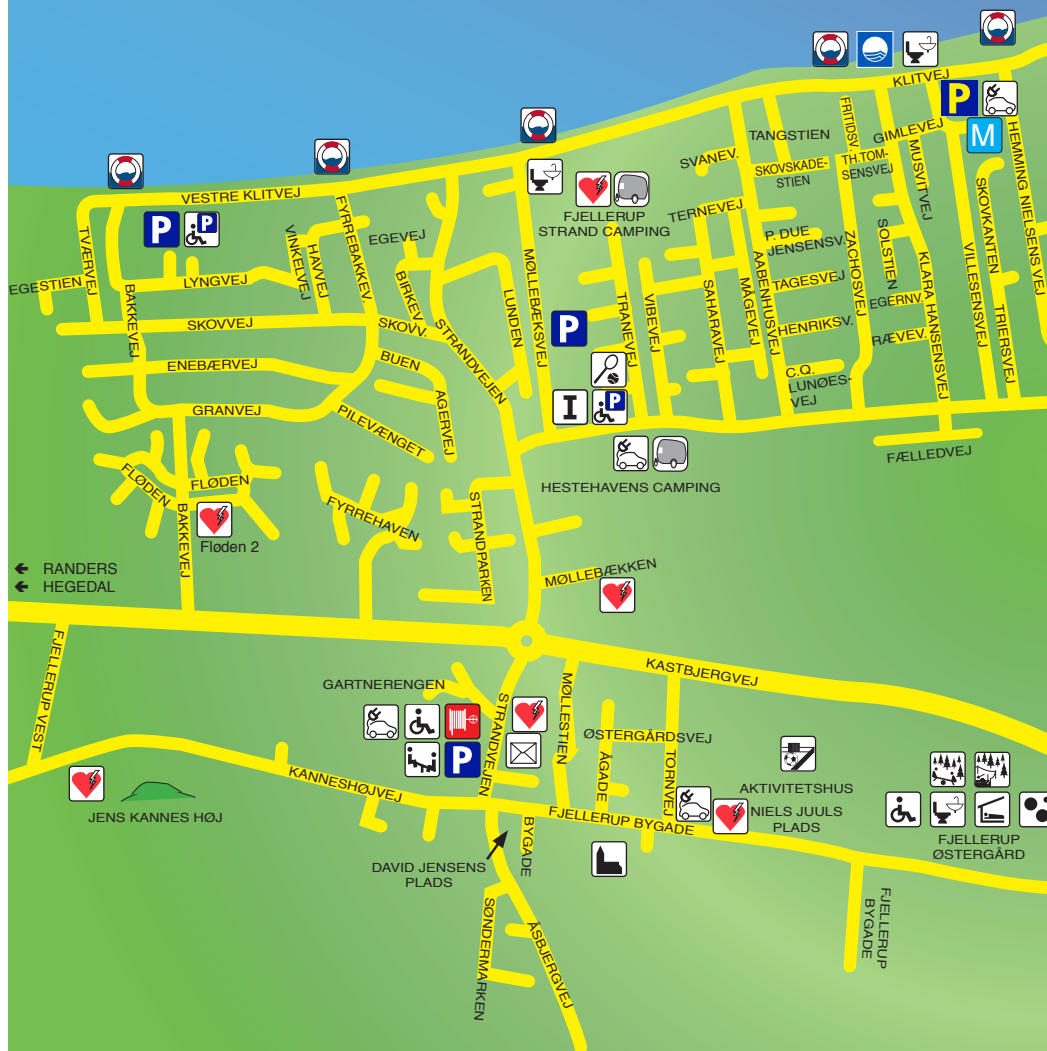 KLITVEJ
P
M
TANGSTIEN
FRITIDSV.
GIMLEVEJ
HEMMING NIELSENS VEJ
SVANEV.
SKOVSKADE-
STIEN
TH.TOM-
SENSVEJ
MUSVITVEJ
SKOVKANTEN
VESTRE KLITVEJ
P
P
FJELLERUP
STRAND CAMPING
TERNEVEJ
P. DUE
JENSENSV.
SOLSTIEN
TVÆRVEJ
VINKELVEJ
HAVVEJ
FYRREBAKKEV.
EGEVEJ
MØLLEBÆKSVEJ
ZACHOSVEJ
VILLESENSVEJ
EGESTIEN
LYNGVEJ
BIRKEV.
LUNDEN
TRANEVEJ
VIBEVEJ
SAHARAVEJ
MÅGEVEJ
AABENHUSVEJ
TAGESVEJ
EGERNV.
KLARA HANSENSVEJ
TRIERSVEJ
BAKKEVEJ
SKOVVEJ
SKOVV.
STRANDVEJEN
P
HENRIKSV.
RÆVEV.
ENEBÆRVEJ
BUEN
C.Q.
LUNØES-
VEJ
GRANVEJ
PILEVÆNGET
AGERVEJ
I
P
FÆLLEDVEJ
FLØDEN
FLØDEN
HESTEHAVENS CAMPING
BAKKEVEJ
FYRREHAVEN
STRANDPARKEN
Fløden 2
RANDERS
HEGEDAL
MØLLEBÆKKEN
FJELLERUP VEST
KASTBJERGVEJ
GARTNERENGEN
STRANDVEJEN
MØLLESTIEN
ØSTERGÅRDSVEJ
P
ÅGADE
TORNVEJ
KANNESHØJVEJ
AKTIVITETSHUS
JENS KANNES HØJ
FJELLERUP BYGADE
NIELS JUULS
PLADS
BYGADE
FJELLERUP
ØSTERGÅRD
DAVID JENSENS
PLADS
SØNDERMARKEN
ÅSBJERGVEJ
FJELLERUP
BYGADE